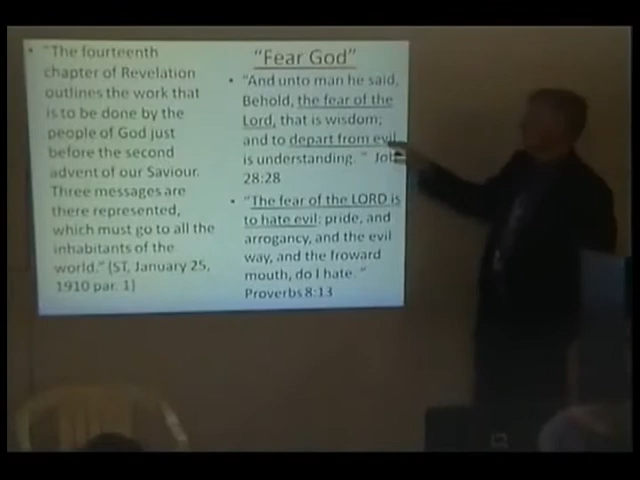 "The fourteenth
chapter of Revelation
outlines the work that
is to be done by the
people of God just
before the second
advent of our Saviour.
Three messages are
there represented,
which must go to all the
inhabitants of the
world." (ST, January 25,
1910 par. 1)
"Fear God"
• "And unto man he said,
Behold, the fear of the
Lord, that is wisdom;
and to depart from evil
is understanding. " Job
28:28
• "The fear of the LORD is
to hate evil: pride, and
arrogancy, and the evil
way, and the froward
mouth, do I hate. "
Proverbs 8:13